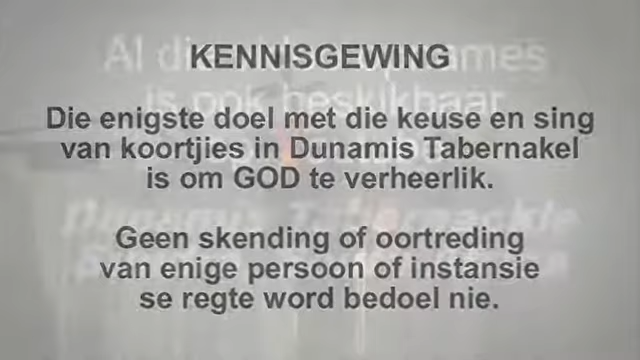 KENNISGEWING
Die enigste doel met die keuse en sing
van koortjies in Dunamis Tabernakel
is om GOD te verheerlik.
Geen skending of oortreding
van enige persoon of instansie
se regte word bedoel nie.